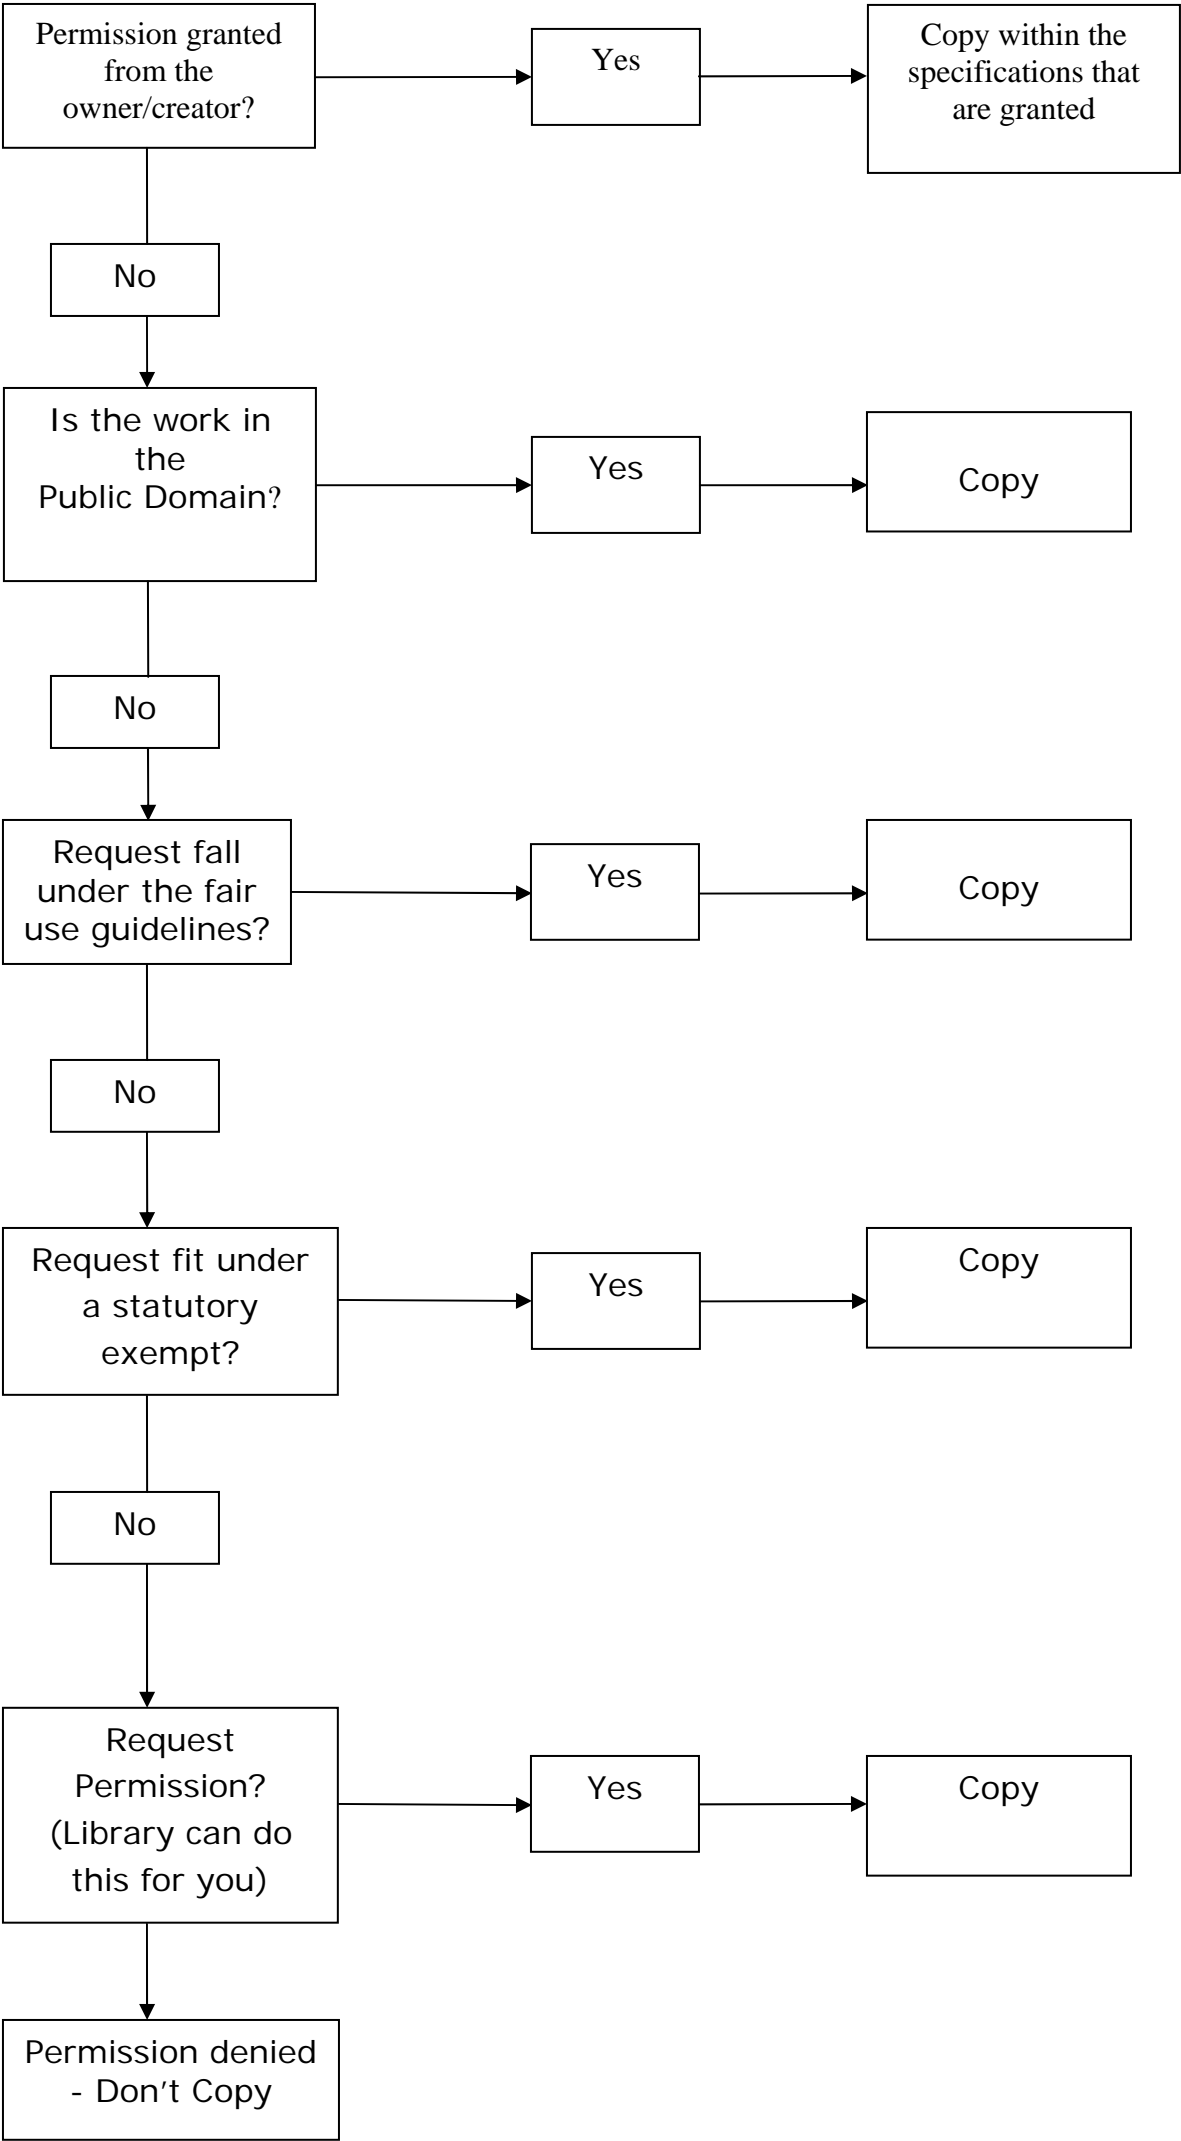 Permission granted
from the
owner/creator?
Yes
Copy within the
specifications that
are granted
No
Is the work in
the
Public Domain?
Yes
Copy
No
Request fall
under the fair
use guidelines?
Yes
Copy
No
Request fit under
a statutory
exempt?
Yes
Copy
No
Request
Permission?
(Library can do
this for you)
Yes
Copy
Permission denied
- Don't Copy